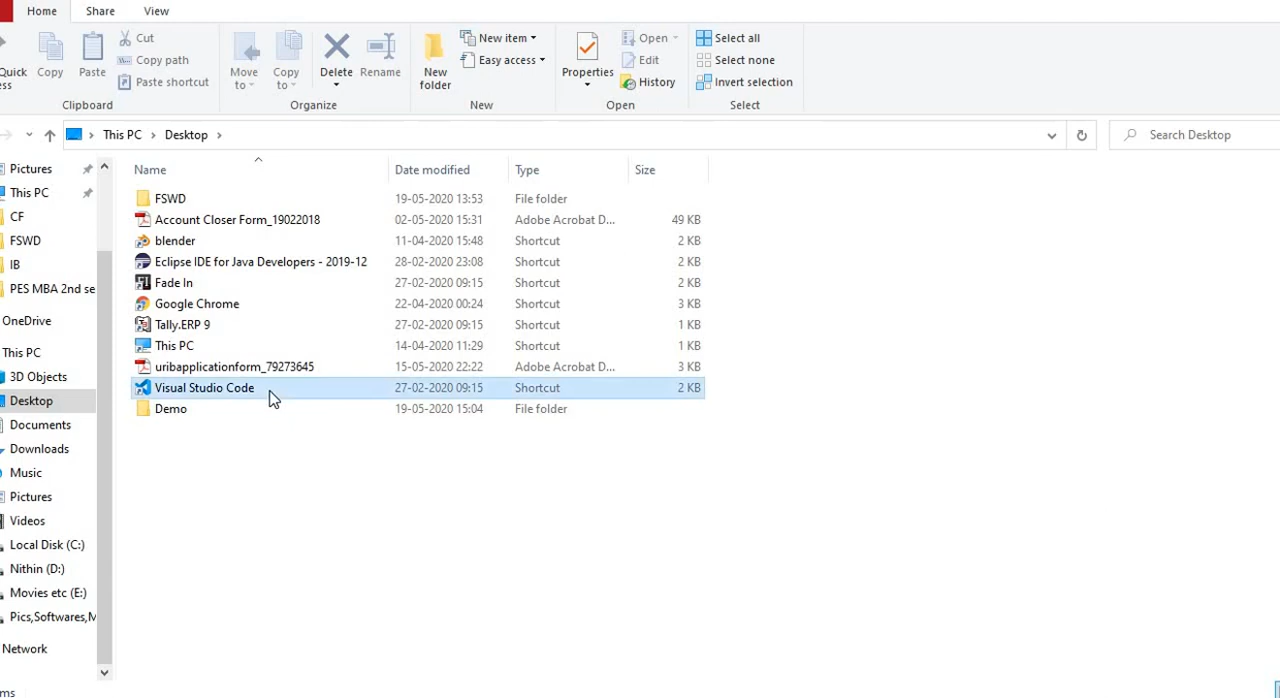 Home Share View
Cut
Copy path
Paste shortcut
Quick
ess
Copy
Paste
Clipboard
Move
to
Copy
to
Delete
Rename
Organize
New
folder
New item
Easy access
New
Properties
Open
Edit
History
Open
Select all
Select none
Invert selection
Select
This PC > Desktop >
Search Desktop
Pictures
This PC
CF
FSWD
IB
PES MBA 2nd se
OneDrive
This PC
3D Objects
Desktop
Documents
Downloads
Music
Pictures
Videos
Local Disk (C:)
Nithin (D:)
Movies etc (E:)
Pics,Softwares,M
Network
ms
Name Date modified Type Size
FSWD 19-05-2020 13:53 File folder
Account Closer Form_19022018 02-05-2020 15:31 Adobe Acrobat D... 49 KB
blender 11-04-2020 15:48 Shortcut 2 KB
Eclipse IDE for Java Developers - 2019-12 28-02-2020 23:08 Shortcut 2 KB
Fade In 27-02-2020 09:15 Shortcut 2 KB
Google Chrome 22-04-2020 00:24 Shortcut 3 KB
Tally.ERP 9 27-02-2020 09:15 Shortcut 1 KB
This PC 14-04-2020 11:29 Shortcut 1 KB
uribapplicationform_79273645 15-05-2020 22:22 Adobe Acrobat D... 3 KB
Visual Studio Code 27-02-2020 09:15 Shortcut 2 KB
Demo 19-05-2020 15:04 File folder